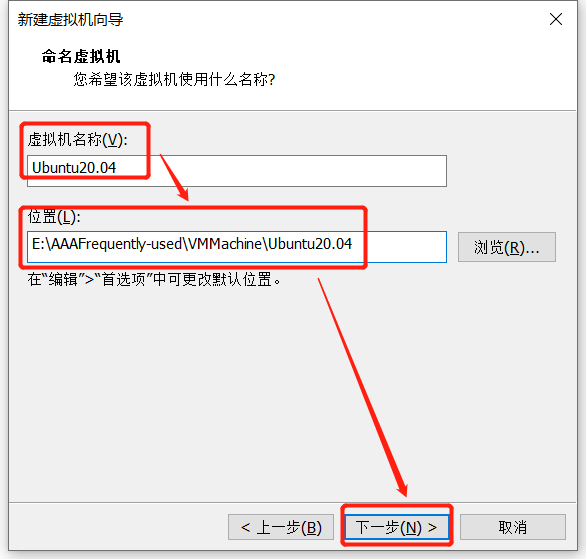 新建虚拟机向导
命名虚拟机
您希望该虚拟机使用什么名称?
虚拟机名称(V):
Ubuntu20.04
位置(L):
E:\AAAFrequently-used\VMMachine\Ubuntu20.04
浏览(R)...
在“编辑”>“首选项”中可更改默认位置。
< 上一步(B)
下一步(N) >
取消